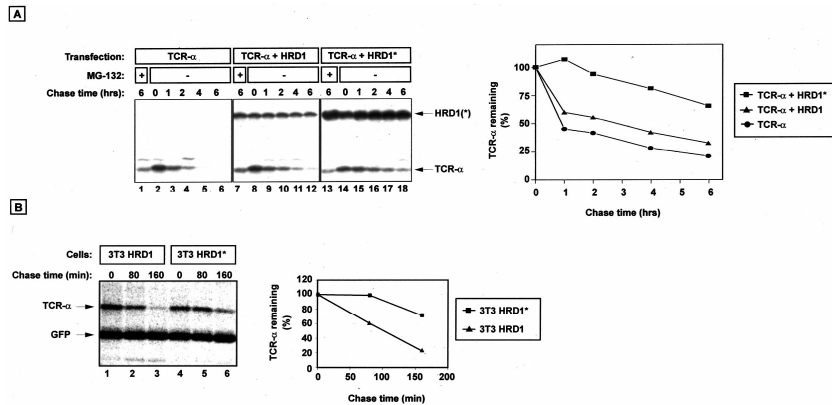 A
Transfection: TCR-α TCR-α + HRD1 TCR-α + HRD1*
MG-132: + - + - + -
Chase time (hrs) 6 0 1 2 4 6 6 0 1 2 4 6 6 0 1 2 4 6
HRD1(*)
TCR-α
1 2 3 4 5 6 7 8 9 10 11 12 13 14 15 16 17 18
TCR-α remaining
(%)
100
75
50
25
0
0 1 2 3 4 5 6
Chase time (hrs)
TCR-α + HRD1*
TCR-α + HRD1
TCR-α
B
Cells: 3T3 HRD1 3T3 HRD1*
Chase time (min): 0 80 160 0 80 160
TCR-α
GFP
1 2 3 4 5 6
TCR-α remaining
(%)
120
100
80
60
40
20
0
0 50 100 150 200
Chase time (min)
3T3 HRD1*
3T3 HRD1